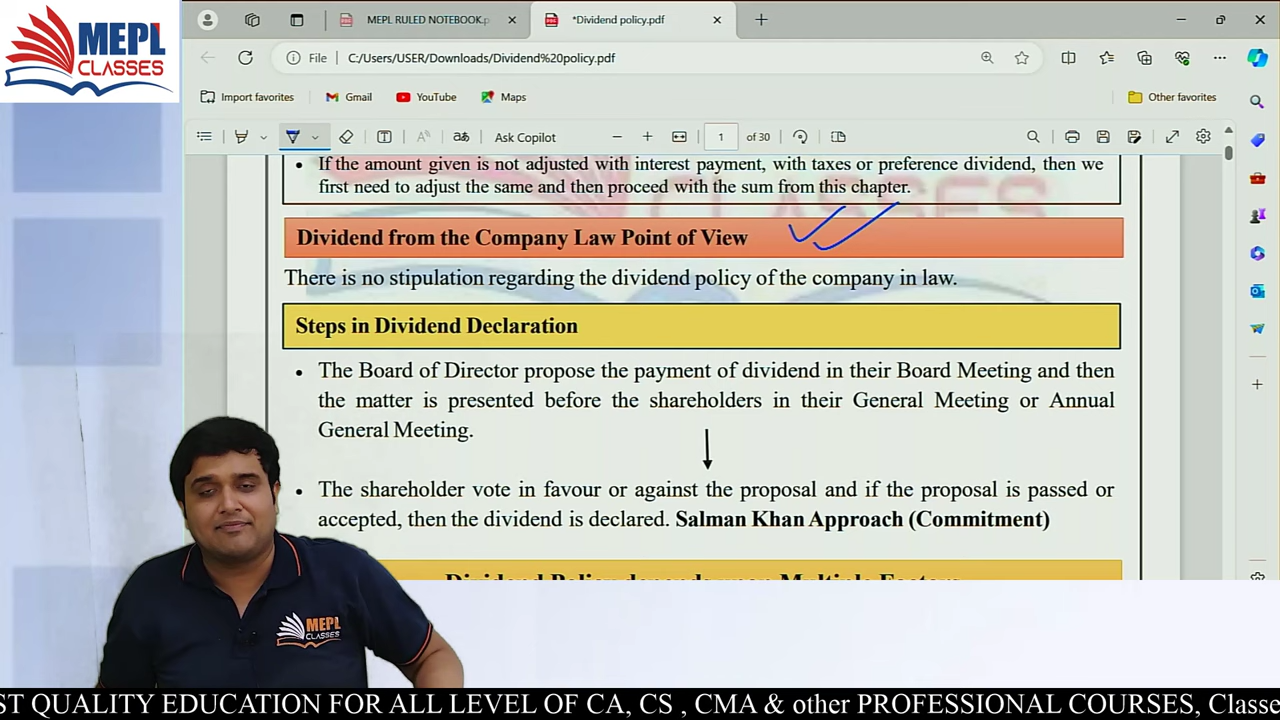 MEPL
CLASSES
MEPL RULED NOTEBOOK.p
*Dividend policy.pdf
File
C:/Users/USER/Downloads/Dividend%20policy.pdf
Import favorites
Gmail
YouTube
Maps
Other favorites
Ask Copilot
1 of 30
• If the amount given is not adjusted with interest payment, with taxes or preference dividend, then we
first need to adjust the same and then proceed with the sum from this chapter.
Dividend from the Company Law Point of View
There is no stipulation regarding the dividend policy of the company in law.
Steps in Dividend Declaration
• The Board of Director propose the payment of dividend in their Board Meeting and then
the matter is presented before the shareholders in their General Meeting or Annual
General Meeting.
• The shareholder vote in favour or against the proposal and if the proposal is passed or
accepted, then the dividend is declared. Salman Khan Approach (Commitment)
Dividend Policy depends upon Multiple Factors
MEPL
CLASSES
ST QUALITY EDUCATION FOR ALL LEVEL OF CA, CS , CMA & other PROFESSIONAL COURSES, Classe